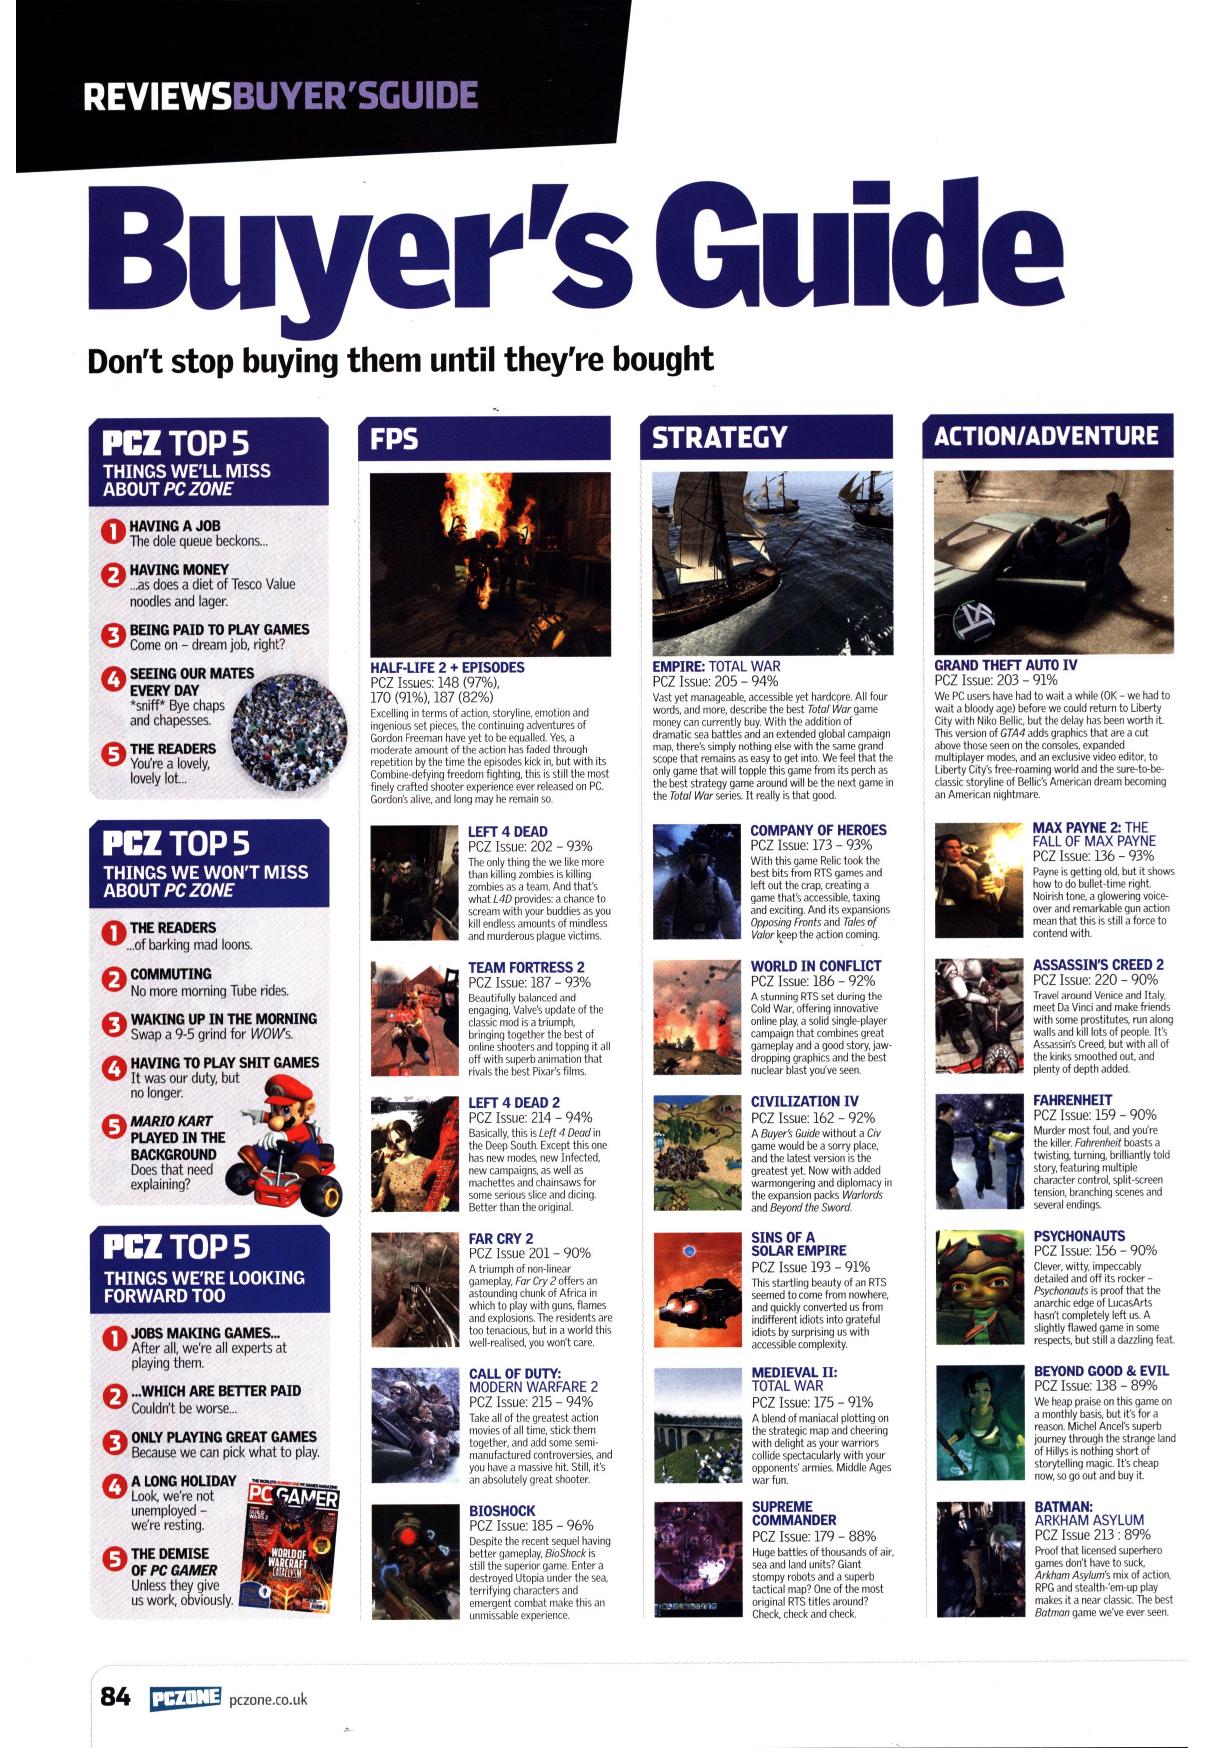 REVIEWSBUYER'SGUIDE
Buyer's Guide
Don't stop buying them until they're bought
PCZ TOP 5
THINGS WE'LL MISS
ABOUT PC ZONE
1 HAVING A JOB
The dole queue beckons...
2 HAVING MONEY
...as does a diet of Tesco Value
noodles and lager.
3 BEING PAID TO PLAY GAMES
Come on – dream job, right?
4 SEEING OUR MATES
EVERY DAY
*sniff* Bye chaps
and chapesses.
5 THE READERS
You're a lovely,
lovely lot...
PCZ TOP 5
THINGS WE WON'T MISS
ABOUT PC ZONE
1 THE READERS
...of barking mad loons.
2 COMMUTING
No more morning Tube rides.
3 WAKING UP IN THE MORNING
Swap a 9-5 grind for WOW's.
4 HAVING TO PLAY SHIT GAMES
It was our duty, but
no longer.
5 MARIO KART
PLAYED IN THE
BACKGROUND
Does that need
explaining?
PCZ TOP 5
THINGS WE'RE LOOKING
FORWARD TOO
1 JOBS MAKING GAMES...
After all, we're all experts at
playing them.
2 ...WHICH ARE BETTER PAID
Couldn't be worse...
3 ONLY PLAYING GREAT GAMES
Because we can pick what to play.
4 A LONG HOLIDAY
Look, we're not
unemployed –
we're resting.
5 THE DEMISE
OF PC GAMER
Unless they give
us work, obviously.
PC GAMER
WORLD OF
WARCRAFT
CATACLYSM
FPS
HALF-LIFE 2 + EPISODES
PCZ Issues: 148 (97%),
170 (91%), 187 (82%)
Excelling in terms of action, storyline, emotion and
ingenious set pieces, the continuing adventures of
Gordon Freeman have yet to be equalled. Yes, a
moderate amount of the action has faded through
repetition by the time the episodes kick in, but with its
Combine-defying freedom fighting, this is still the most
finely crafted shooter experience ever released on PC.
Gordon's alive, and long may he remain so.
LEFT 4 DEAD
PCZ Issue: 202 – 93%
The only thing the we like more
than killing zombies is killing
zombies as a team. And that's
what L4D provides: a chance to
scream with your buddies as you
kill endless amounts of mindless
and murderous plague victims.
TEAM FORTRESS 2
PCZ Issue: 187 – 93%
Beautifully balanced and
engaging, Valve's update of the
classic mod is a triumph,
bringing together the best of
online shooters and topping it all
off with superb animation that
rivals the best Pixar's films.
LEFT 4 DEAD 2
PCZ Issue: 214 – 94%
Basically, this is Left 4 Dead in
the Deep South. Except this one
has new modes, new Infected,
new campaigns, as well as
machettes and chainsaws for
some serious slice and dicing.
Better than the original.
FAR CRY 2
PCZ Issue 201 – 90%
A triumph of non-linear
gameplay, Far Cry 2 offers an
astounding chunk of Africa in
which to play with guns, flames
and explosions. The residents are
too tenacious, but in a world this
well-realised, you won't care.
CALL OF DUTY:
MODERN WARFARE 2
PCZ Issue: 215 – 94%
Take all of the greatest action
movies of all time, stick them
together, and add some semi-
manufactured controversies, and
you have a massive hit. Still, it's
an absolutely great shooter.
BIOSHOCK
PCZ Issue: 185 – 96%
Despite the recent sequel having
better gameplay, BioShock is
still the superior game. Enter a
destroyed Utopia under the sea,
terrifying characters and
emergent combat make this an
unmissable experience.
STRATEGY
EMPIRE: TOTAL WAR
PCZ Issue: 205 – 94%
Vast yet manageable, accessible yet hardcore. All four
words, and more, describe the best Total War game
money can currently buy. With the addition of
dramatic sea battles and an extended global campaign
map, there's simply nothing else with the same grand
scope that remains as easy to get into. We feel that the
only game that will topple this game from its perch as
the best strategy game around will be the next game in
the Total War series. It really is that good.
COMPANY OF HEROES
PCZ Issue: 173 – 93%
With this game Relic took the
best bits from RTS games and
left out the crap, creating a
game that's accessible, taxing
and exciting. And its expansions
Opposing Fronts and Tales of
Valor keep the action coming.
WORLD IN CONFLICT
PCZ Issue: 186 – 92%
A stunning RTS set during the
Cold War, offering innovative
online play, a solid single-player
campaign that combines great
gameplay and a good story, jaw-
dropping graphics and the best
nuclear blast you've seen.
CIVILIZATION IV
PCZ Issue: 162 – 92%
A Buyer's Guide without a Civ
game would be a sorry place,
and the latest version is the
greatest yet. Now with added
warmongering and diplomacy in
the expansion packs Warlords
and Beyond the Sword.
SINS OF A
SOLAR EMPIRE
PCZ Issue 193 – 91%
This startling beauty of an RTS
seemed to come from nowhere,
and quickly converted us from
indifferent idiots into grateful
idiots by surprising us with
accessible complexity.
MEDIEVAL II:
TOTAL WAR
PCZ Issue: 175 – 91%
A blend of maniacal plotting on
the strategic map and cheering
with delight as your warriors
collide spectacularly with your
opponents' armies. Middle Ages
war fun.
SUPREME
COMMANDER
PCZ Issue: 179 – 88%
Huge battles of thousands of air,
sea and land units? Giant
stompy robots and a superb
tactical map? One of the most
original RTS titles around?
Check, check and check.
ACTION/ADVENTURE
GRAND THEFT AUTO IV
PCZ Issue: 203 – 91%
We PC users have had to wait a while (OK – we had to
wait a bloody age) before we could return to Liberty
City with Niko Bellic, but the delay has been worth it.
This version of GTA4 adds graphics that are a cut
above those seen on the consoles, expanded
multiplayer modes, and an exclusive video editor, to
Liberty City's free-roaming world and the sure-to-be-
classic storyline of Bellic's American dream becoming
an American nightmare.
MAX PAYNE 2: THE
FALL OF MAX PAYNE
PCZ Issue: 136 – 93%
Payne is getting old, but it shows
how to do bullet-time right.
Noirish tone, a glowering voice-
over and remarkable gun action
mean that this is still a force to
contend with.
ASSASSIN'S CREED 2
PCZ Issue: 220 – 90%
Travel around Venice and Italy,
meet Da Vinci and make friends
with some prostitutes, run along
walls and kill lots of people. It's
Assassin's Creed, but with all of
the kinks smoothed out, and
plenty of depth added.
FAHRENHEIT
PCZ Issue: 159 – 90%
Murder most foul, and you're
the killer. Fahrenheit boasts a
twisting, turning, brilliantly told
story, featuring multiple
character control, split-screen
tension, branching scenes and
several endings.
PSYCHONAUTS
PCZ Issue: 156 – 90%
Clever, witty, impeccably
detailed and off its rocker –
Psychonauts is proof that the
anarchic edge of LucasArts
hasn't completely left us. A
slightly flawed game in some
respects, but still a dazzling feat.
BEYOND GOOD & EVIL
PCZ Issue: 138 – 89%
We heap praise on this game on
a monthly basis, but it's for a
reason. Michel Ancel's superb
journey through the strange land
of Hillys is nothing short of
storytelling magic. It's cheap
now, so go out and buy it.
BATMAN:
ARKHAM ASYLUM
PCZ Issue 213 : 89%
Proof that licensed superhero
games don't have to suck,
Arkham Asylum's mix of action,
RPG and stealth-'em-up play
makes it a near classic. The best
Batman game we've ever seen.
84 PCZONE pczone.co.uk